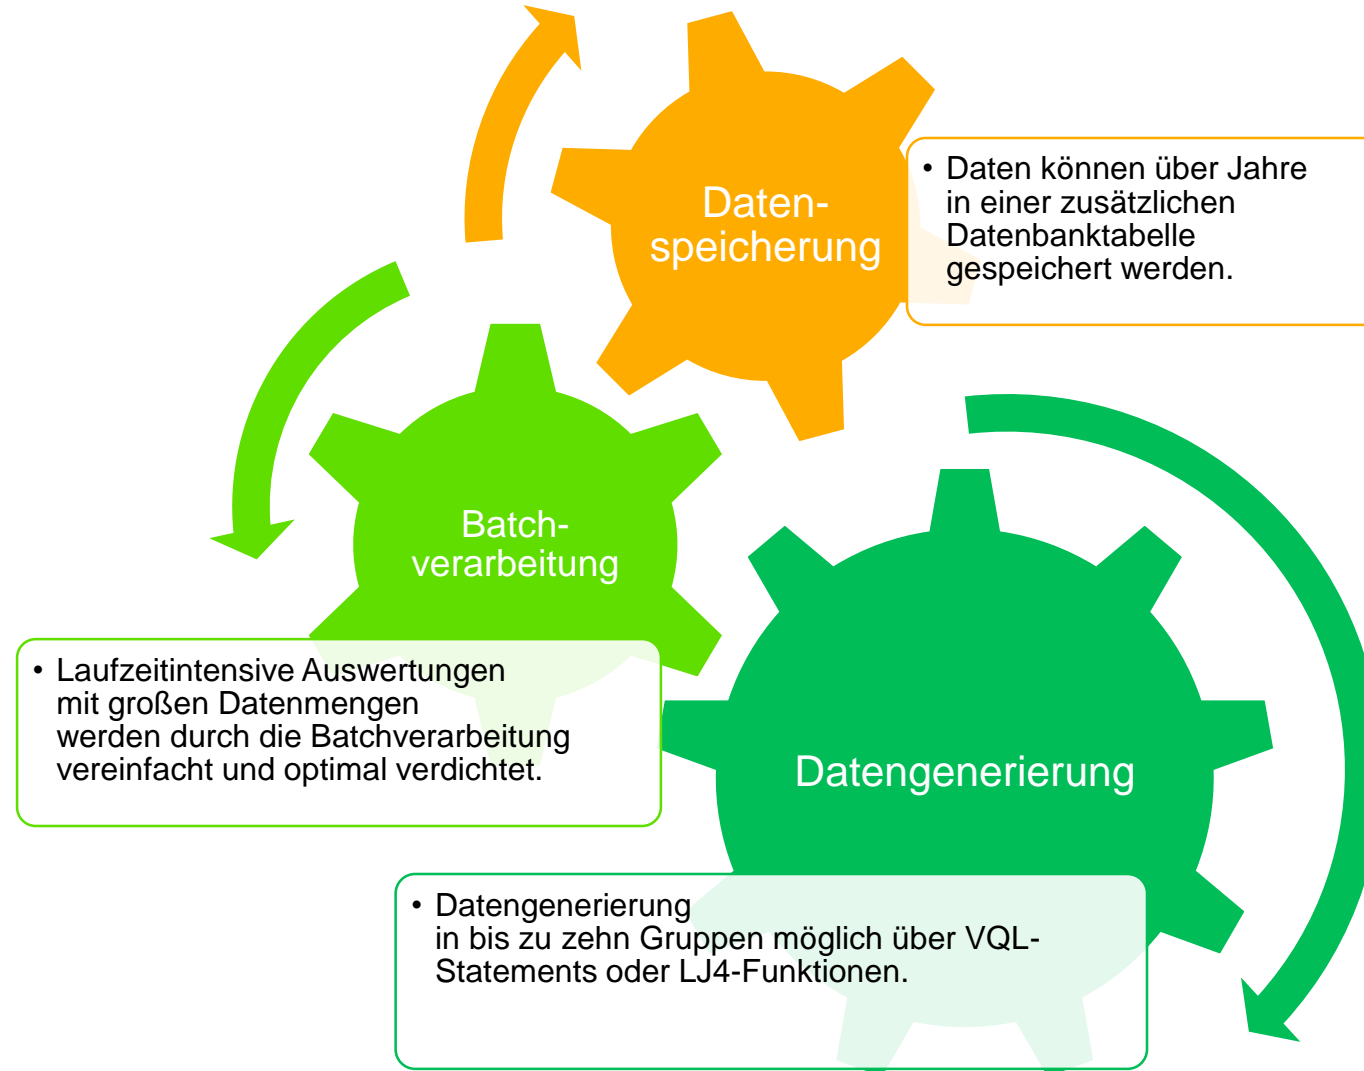 Daten-
speicherung
• Daten können über Jahre
in einer zusätzlichen
Datenbanktabelle
gespeichert werden.
Batch-
verarbeitung
• Laufzeitintensive Auswertungen
mit großen Datenmengen
werden durch die Batchverarbeitung
vereinfacht und optimal verdichtet.
Datengenerierung
• Datengenerierung
in bis zu zehn Gruppen möglich über VQL-
Statements oder LJ4-Funktionen.